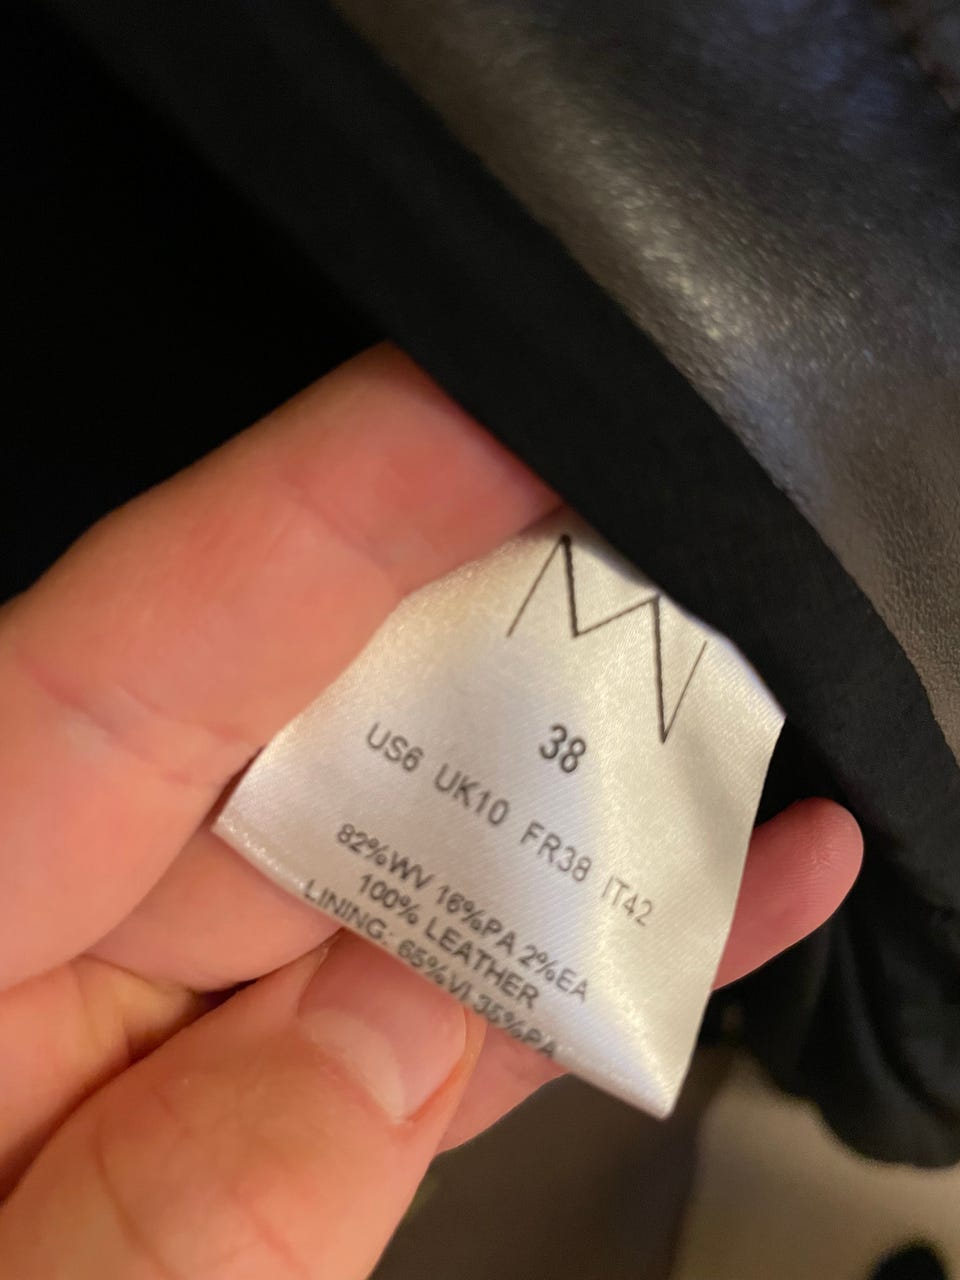 38
US6 UK10 FR38 IT42
82%WV 16%PA 2%EA
100% LEATHER
LINING: 65%VI 35%PA